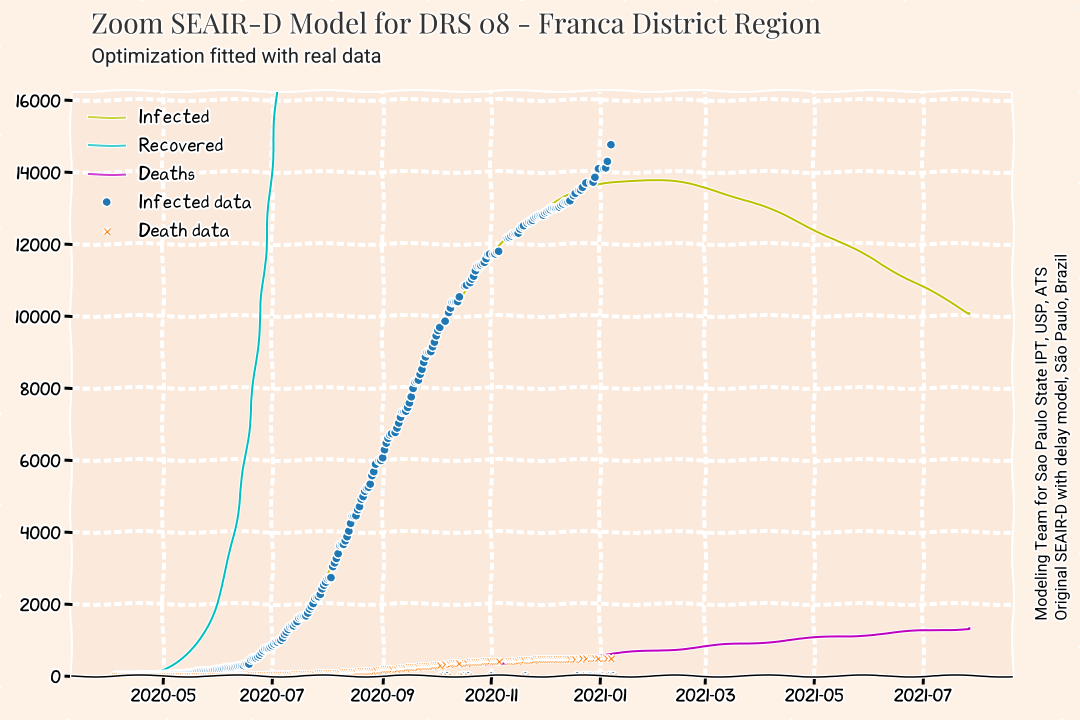 Zoom SEAIR-D Model for DRS 08 - Franca District Region
Optimization fitted with real data
16000
14000
12000
10000
8000
6000
4000
2000
0
Infected
Recovered
Deaths
Infected data
Death data
2020-05
2020-07
2020-09
2020-11
2021-01
2021-03
2021-05
2021-07
Modeling Team for Sao Paulo State IPT, USP, ATS
Original SEAIR-D with delay model, São Paulo, Brazil